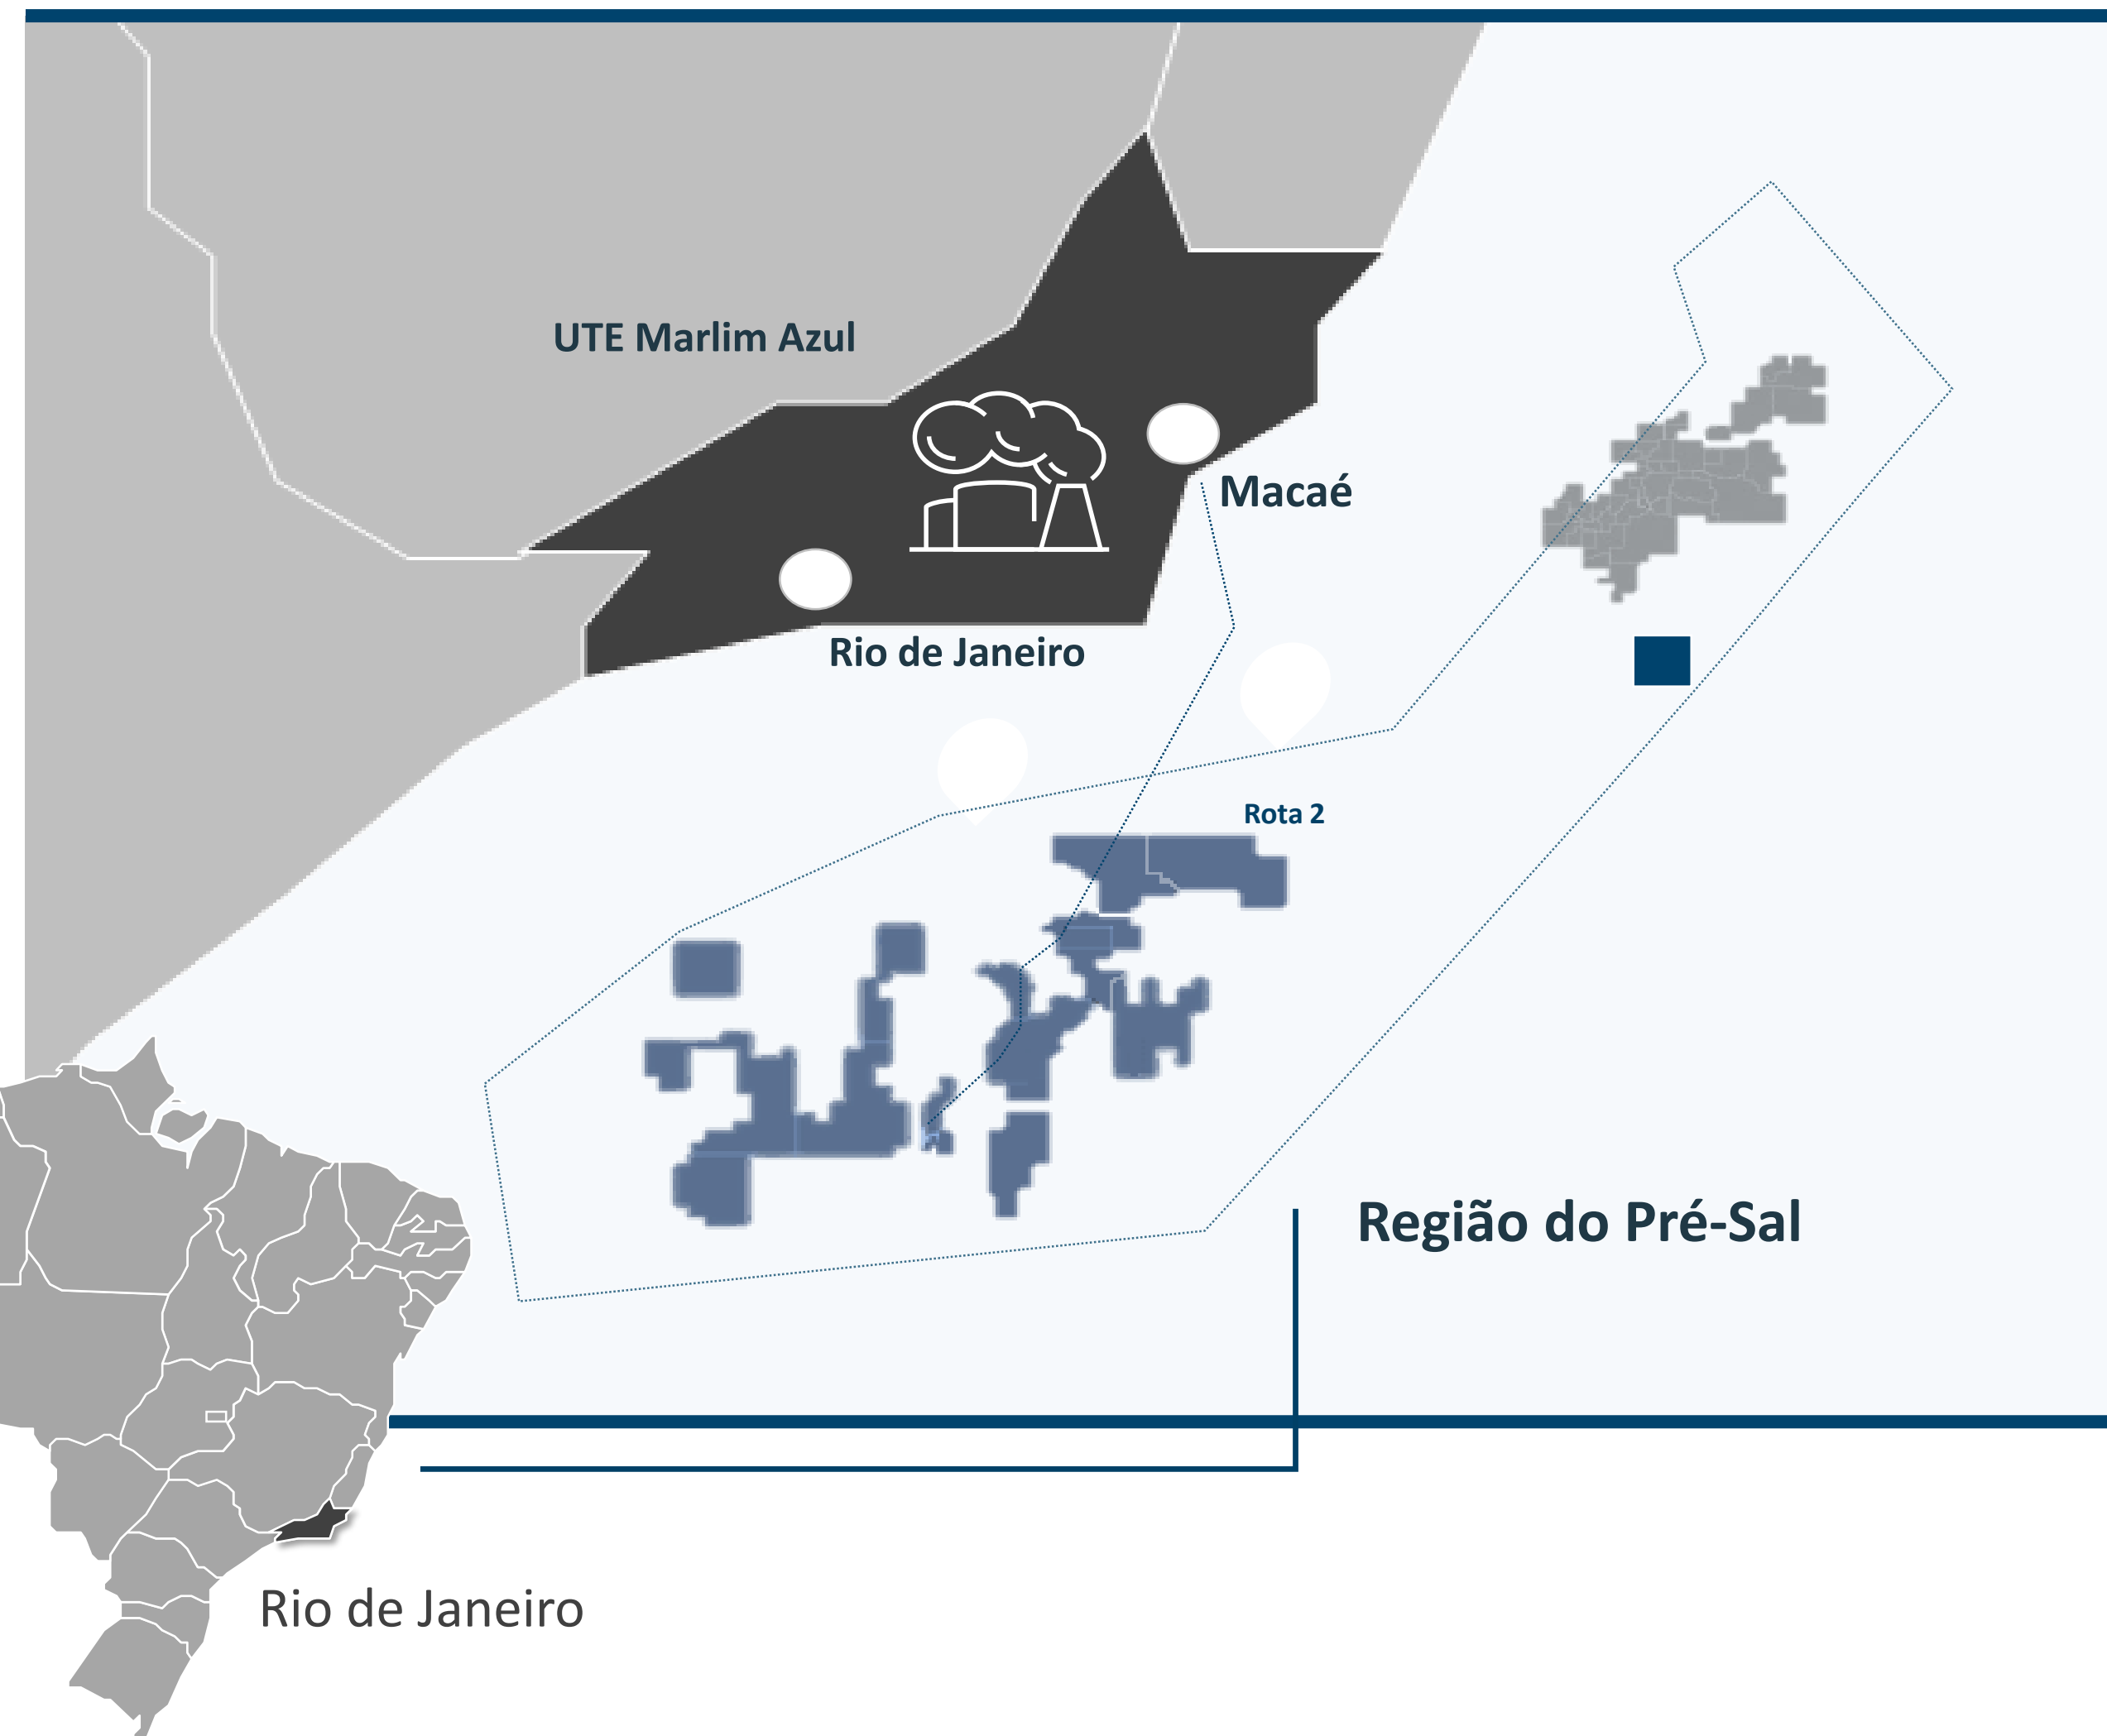 UTE Marlim Azul
Macaé
Rio de Janeiro
Rota 2
Região do Pré-Sal
Rio de Janeiro